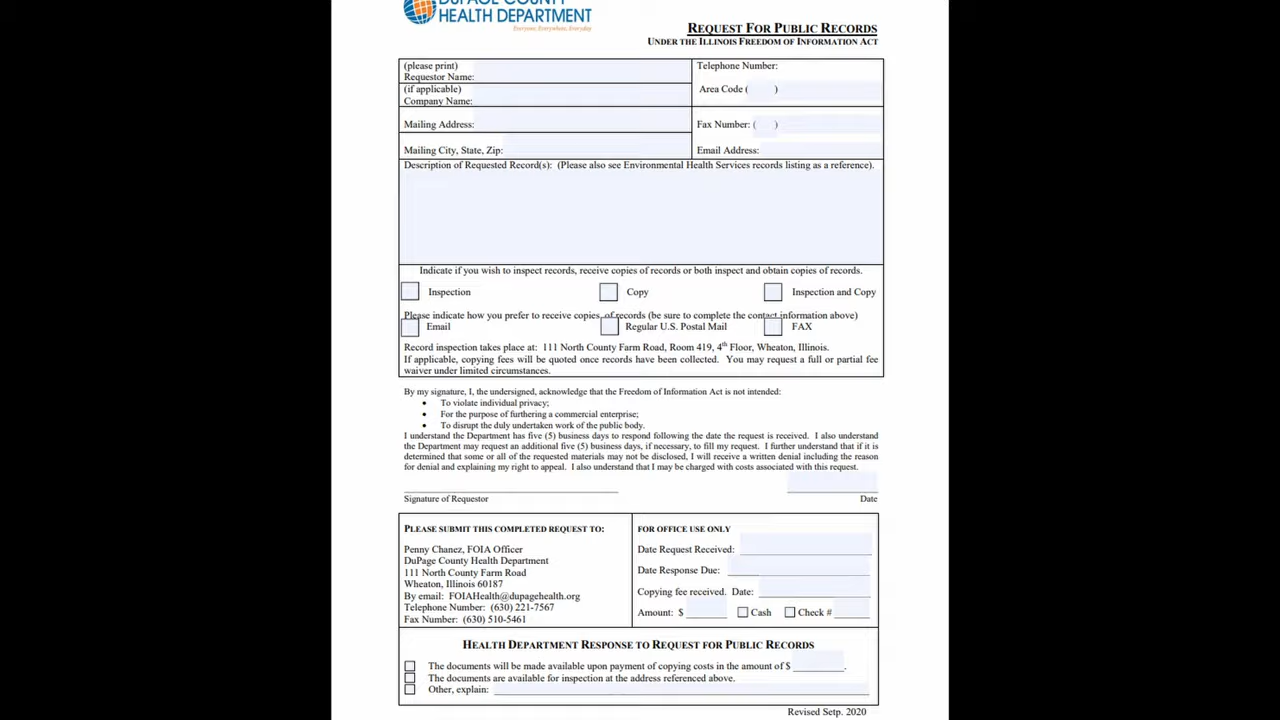 DUPAGE COUNTY
HEALTH DEPARTMENT
Everyone, Everywhere, Everyday
REQUEST FOR PUBLIC RECORDS
UNDER THE ILLINOIS FREEDOM OF INFORMATION ACT
(please print)
Requestor Name:
Telephone Number:
(if applicable)
Company Name:
Area Code (   )
Mailing Address:
Fax Number: (   )
Mailing City, State, Zip:
Email Address:
Description of Requested Record(s): (Please also see Environmental Health Services records listing as a reference).
Indicate if you wish to inspect records, receive copies of records or both inspect and obtain copies of records.
Inspection Copy Inspection and Copy
Please indicate how you prefer to receive copies of records (be sure to complete the contact information above)
Email Regular U.S. Postal Mail FAX
Record inspection takes place at: 111 North County Farm Road, Room 419, 4th Floor, Wheaton, Illinois.
If applicable, copying fees will be quoted once records have been collected. You may request a full or partial fee
waiver under limited circumstances.
By my signature, I, the undersigned, acknowledge that the Freedom of Information Act is not intended:
• To violate individual privacy;
• For the purpose of furthering a commercial enterprise;
• To disrupt the duly undertaken work of the public body.
I understand the Department has five (5) business days to respond following the date the request is received. I also understand
the Department may request an additional five (5) business days, if necessary, to fill my request. I further understand that if it is
determined that some or all of the requested materials may not be disclosed, I will receive a written denial including the reason
for denial and explaining my right to appeal. I also understand that I may be charged with costs associated with this request.
Signature of Requestor Date
PLEASE SUBMIT THIS COMPLETED REQUEST TO:
Penny Chanez, FOIA Officer
DuPage County Health Department
111 North County Farm Road
Wheaton, Illinois 60187
By email: FOIAHealth@dupagehealth.org
Telephone Number: (630) 221-7567
Fax Number: (630) 510-5461
FOR OFFICE USE ONLY
Date Request Received:
Date Response Due:
Copying fee received. Date:
Amount: $ Cash Check #
HEALTH DEPARTMENT RESPONSE TO REQUEST FOR PUBLIC RECORDS
The documents will be made available upon payment of copying costs in the amount of $ .
The documents are available for inspection at the address referenced above.
Other, explain:
Revised Setp. 2020